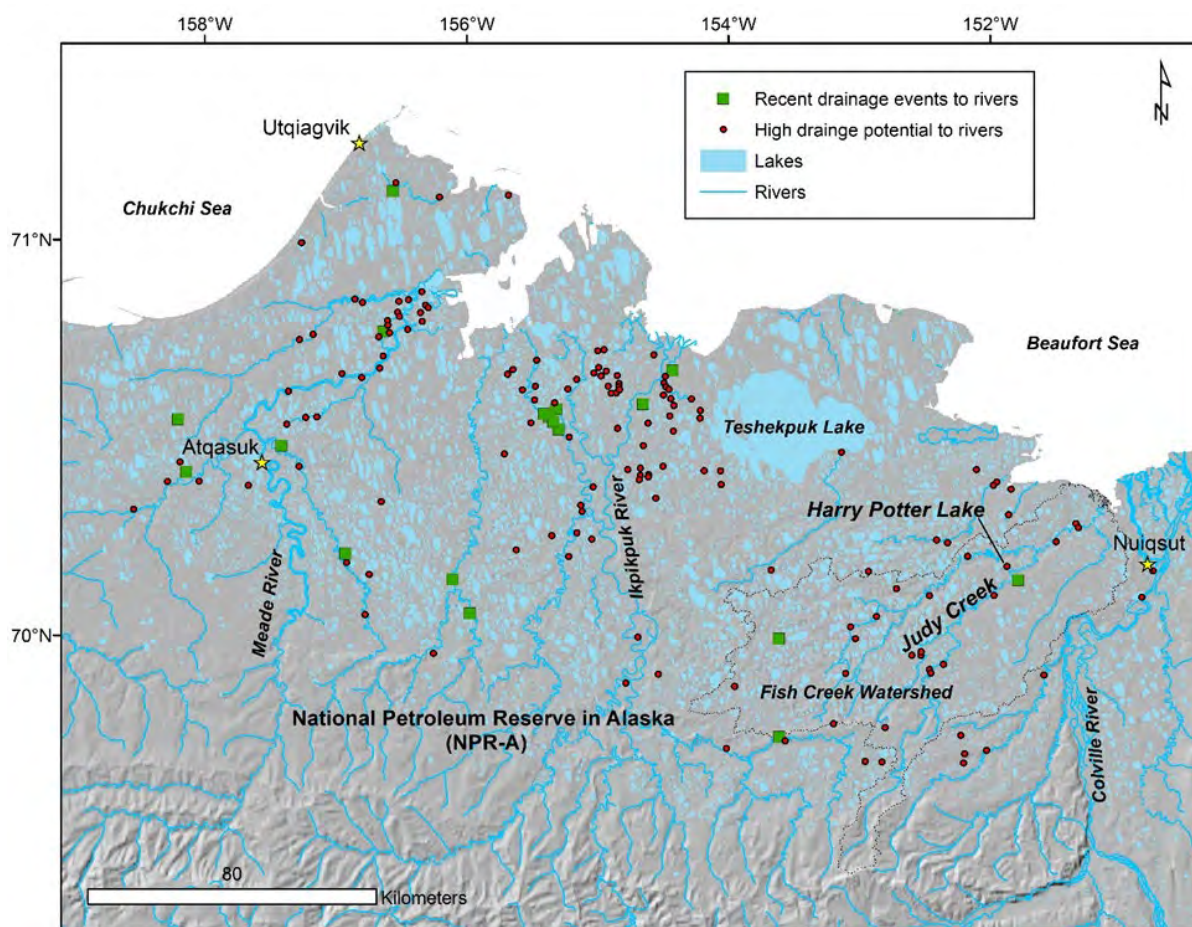 158°W
156°W
154°W
152°W
N
Recent drainage events to rivers
High drainge potential to rivers
Lakes
Rivers
Utqiagvik
Chukchi Sea
71°N
Beaufort Sea
Teshekpuk Lake
Atqasuk
Harry Potter Lake
Nuiqsut
Meade River
Ikpikpuk River
Judy Creek
70°N
Fish Creek Watershed
National Petroleum Reserve in Alaska
(NPR-A)
Colville River
80
Kilometers